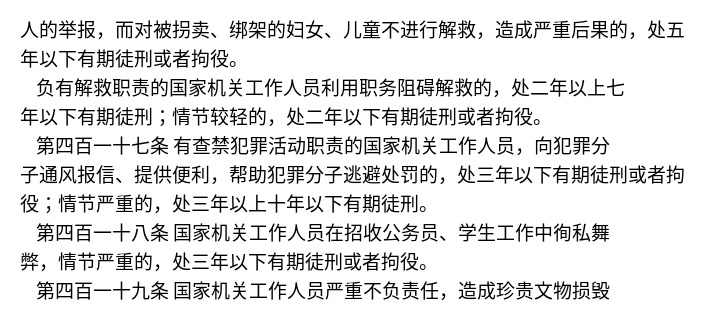 人的举报，而对被拐卖、绑架的妇女、儿童不进行解救，造成严重后果的，处五
年以下有期徒刑或者拘役。
负有解救职责的国家机关工作人员利用职务阻碍解救的，处二年以上七
年以下有期徒刑；情节较轻的，处二年以下有期徒刑或者拘役。
第四百一十七条 有查禁犯罪活动职责的国家机关工作人员，向犯罪分
子通风报信、提供便利，帮助犯罪分子逃避处罚的，处三年以下有期徒刑或者拘
役；情节严重的，处三年以上十年以下有期徒刑。
第四百一十八条 国家机关工作人员在招收公务员、学生工作中徇私舞
弊，情节严重的，处三年以下有期徒刑或者拘役。
第四百一十九条 国家机关工作人员严重不负责任，造成珍贵文物损毁